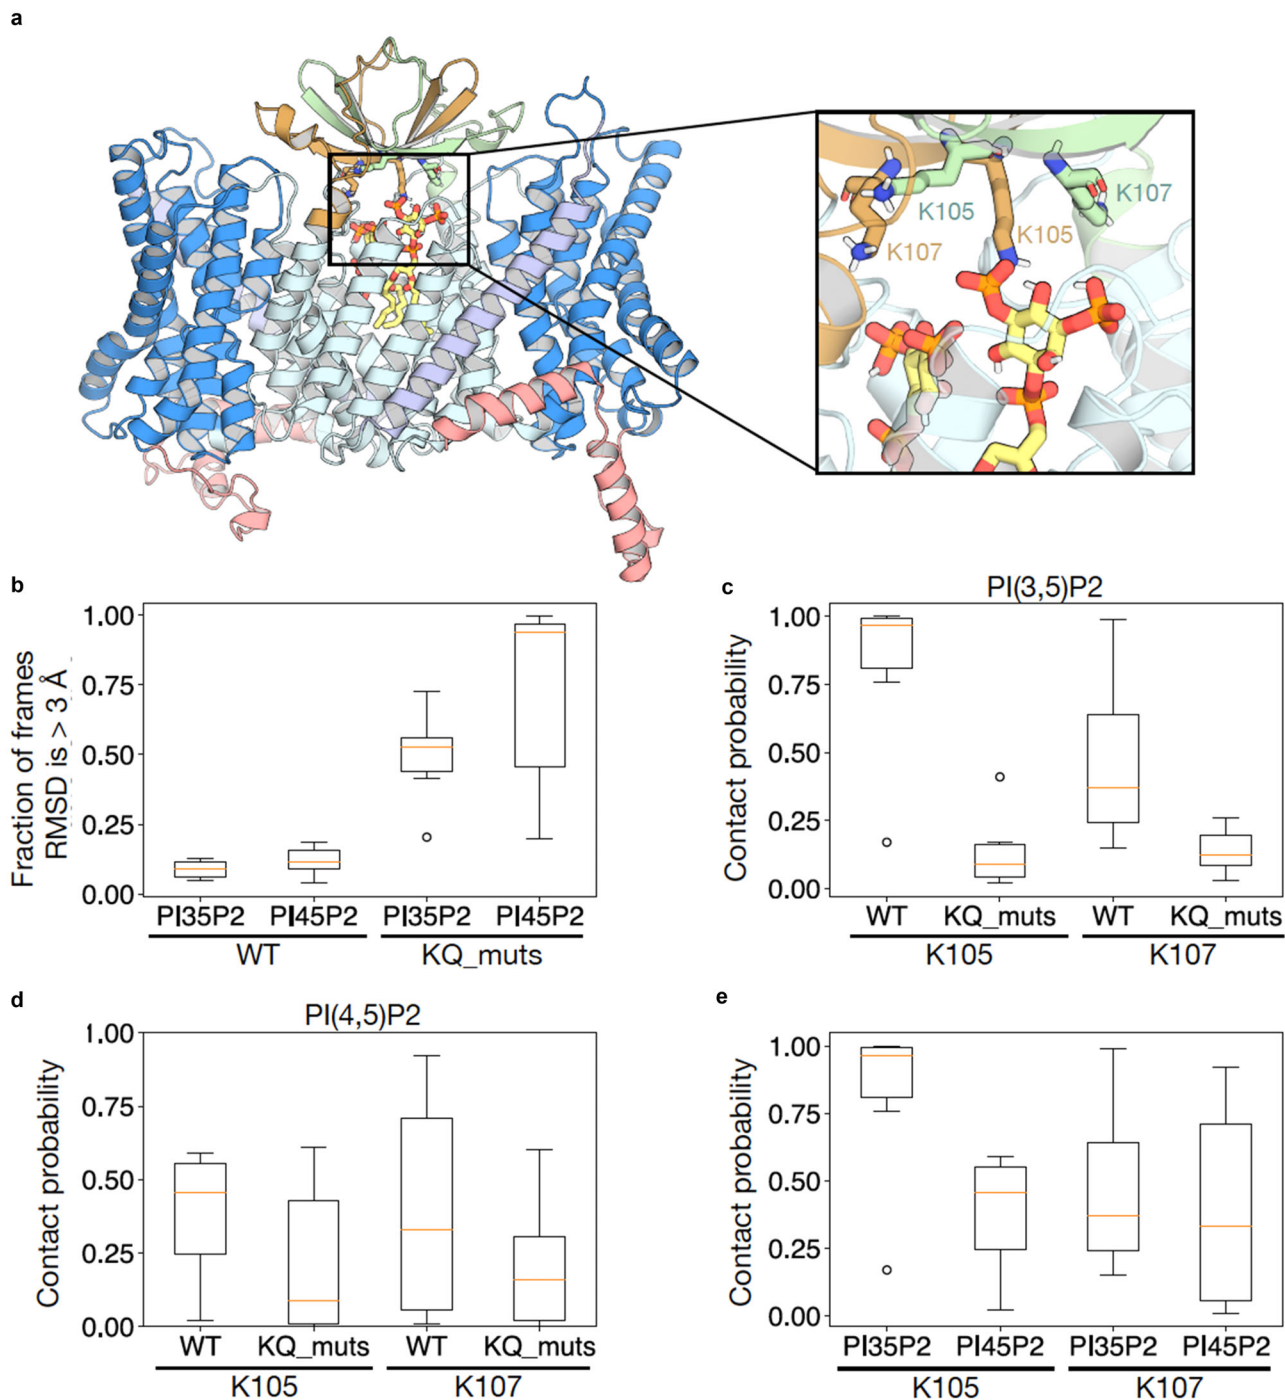 a
K105
K107
K105
K107
b
Fraction of frames
RMSD is > 3 Å
1.00
0.75
0.50
0.25
0.00
PI35P2 PI45P2 PI35P2 PI45P2
WT KQ_muts
c
PI(3,5)P2
Contact probability
1.00
0.75
0.50
0.25
0.00
WT KQ_muts WT KQ_muts
K105 K107
d
PI(4,5)P2
Contact probability
1.00
0.75
0.50
0.25
0.00
WT KQ_muts WT KQ_muts
K105 K107
e
Contact probability
1.00
0.75
0.50
0.25
0.00
PI35P2 PI45P2 PI35P2 PI45P2
K105 K107